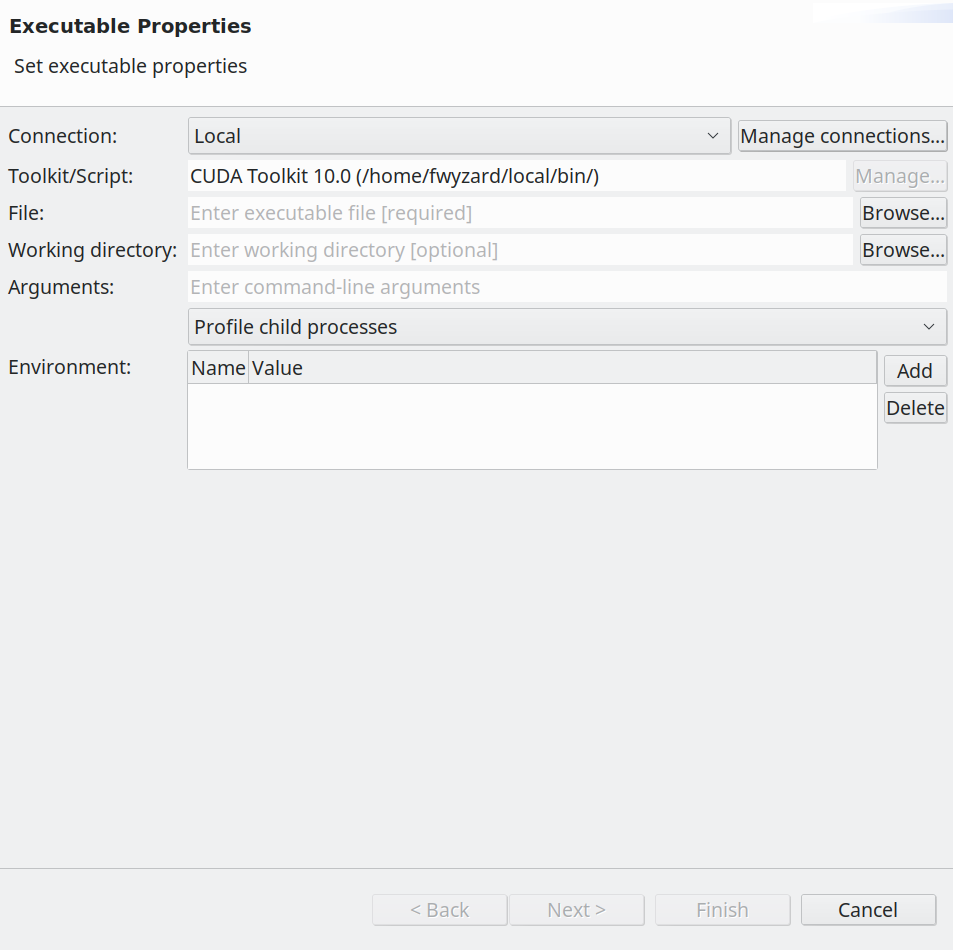 Executable Properties
Set executable properties
Connection: Local Manage connections...
Toolkit/Script: CUDA Toolkit 10.0 (/home/fwyzard/local/bin/) Manage...
File: Enter executable file [required] Browse...
Working directory: Enter working directory [optional] Browse...
Arguments: Enter command-line arguments
Profile child processes
Environment: Name Value Add
Delete
< Back Next > Finish Cancel